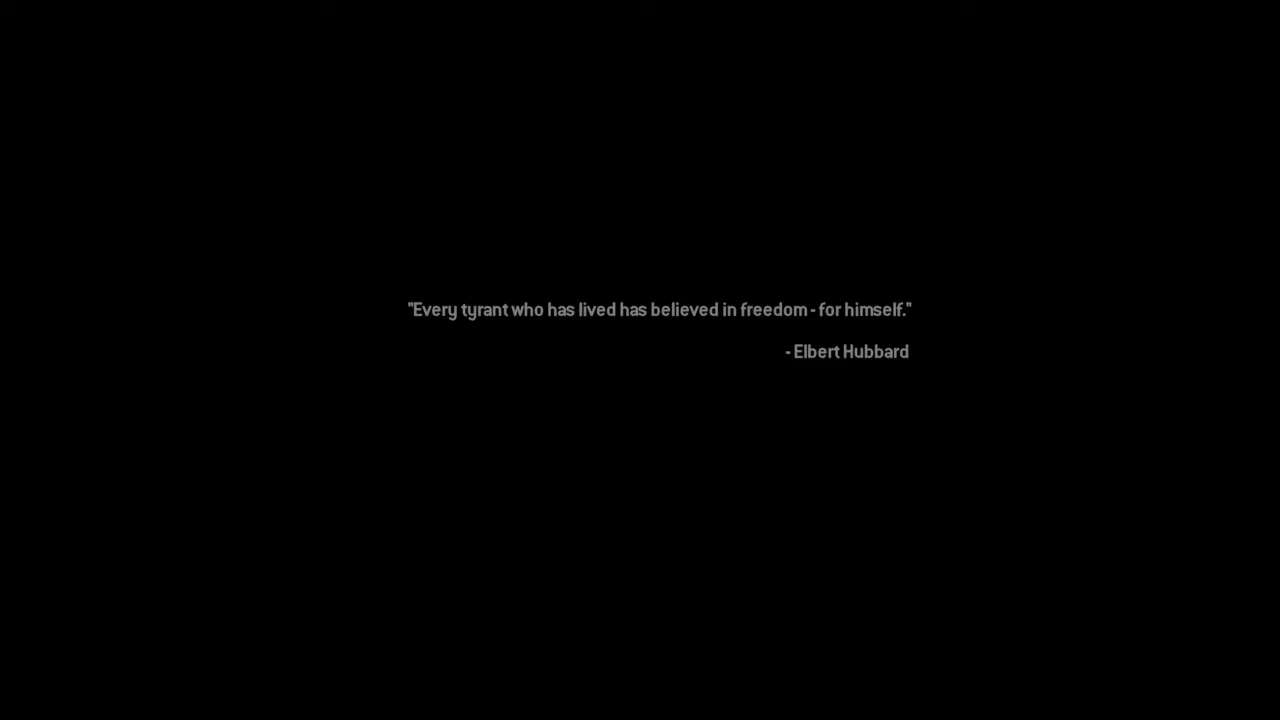 "Every tyrant who has lived has believed in freedom - for himself."
- Elbert Hubbard